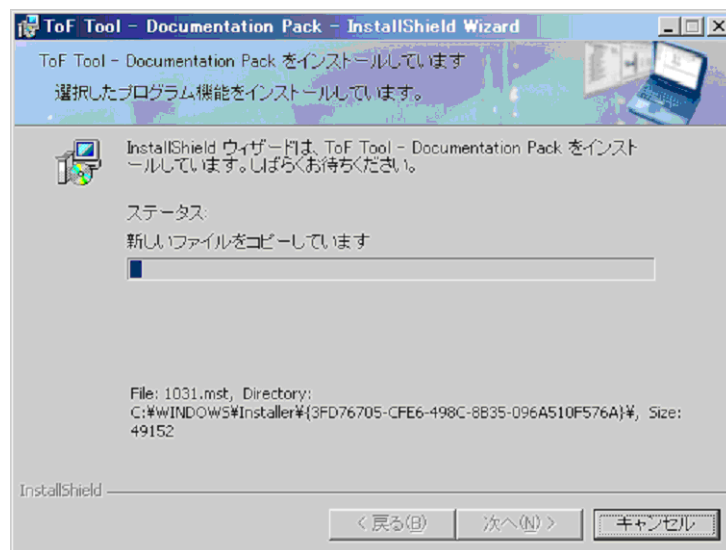 ToF Tool - Documentation Pack - InstallShield Wizard
ToF Tool - Documentation Pack をインストールしています
選択したプログラム機能をインストールしています。
InstallShield ウィザードは、ToF Tool - Documentation Pack をインスト
ールしています。しばらくお待ちください。
ステータス:
新しいファイルをコピーしています
File: 1031.mst, Directory:
C:¥WINDOWS¥Installer¥{3FD76705-CFE6-498C-8B35-096A510F576A}¥, Size:
49152
InstallShield
< 戻る(B) 次へ(N) > キャンセル